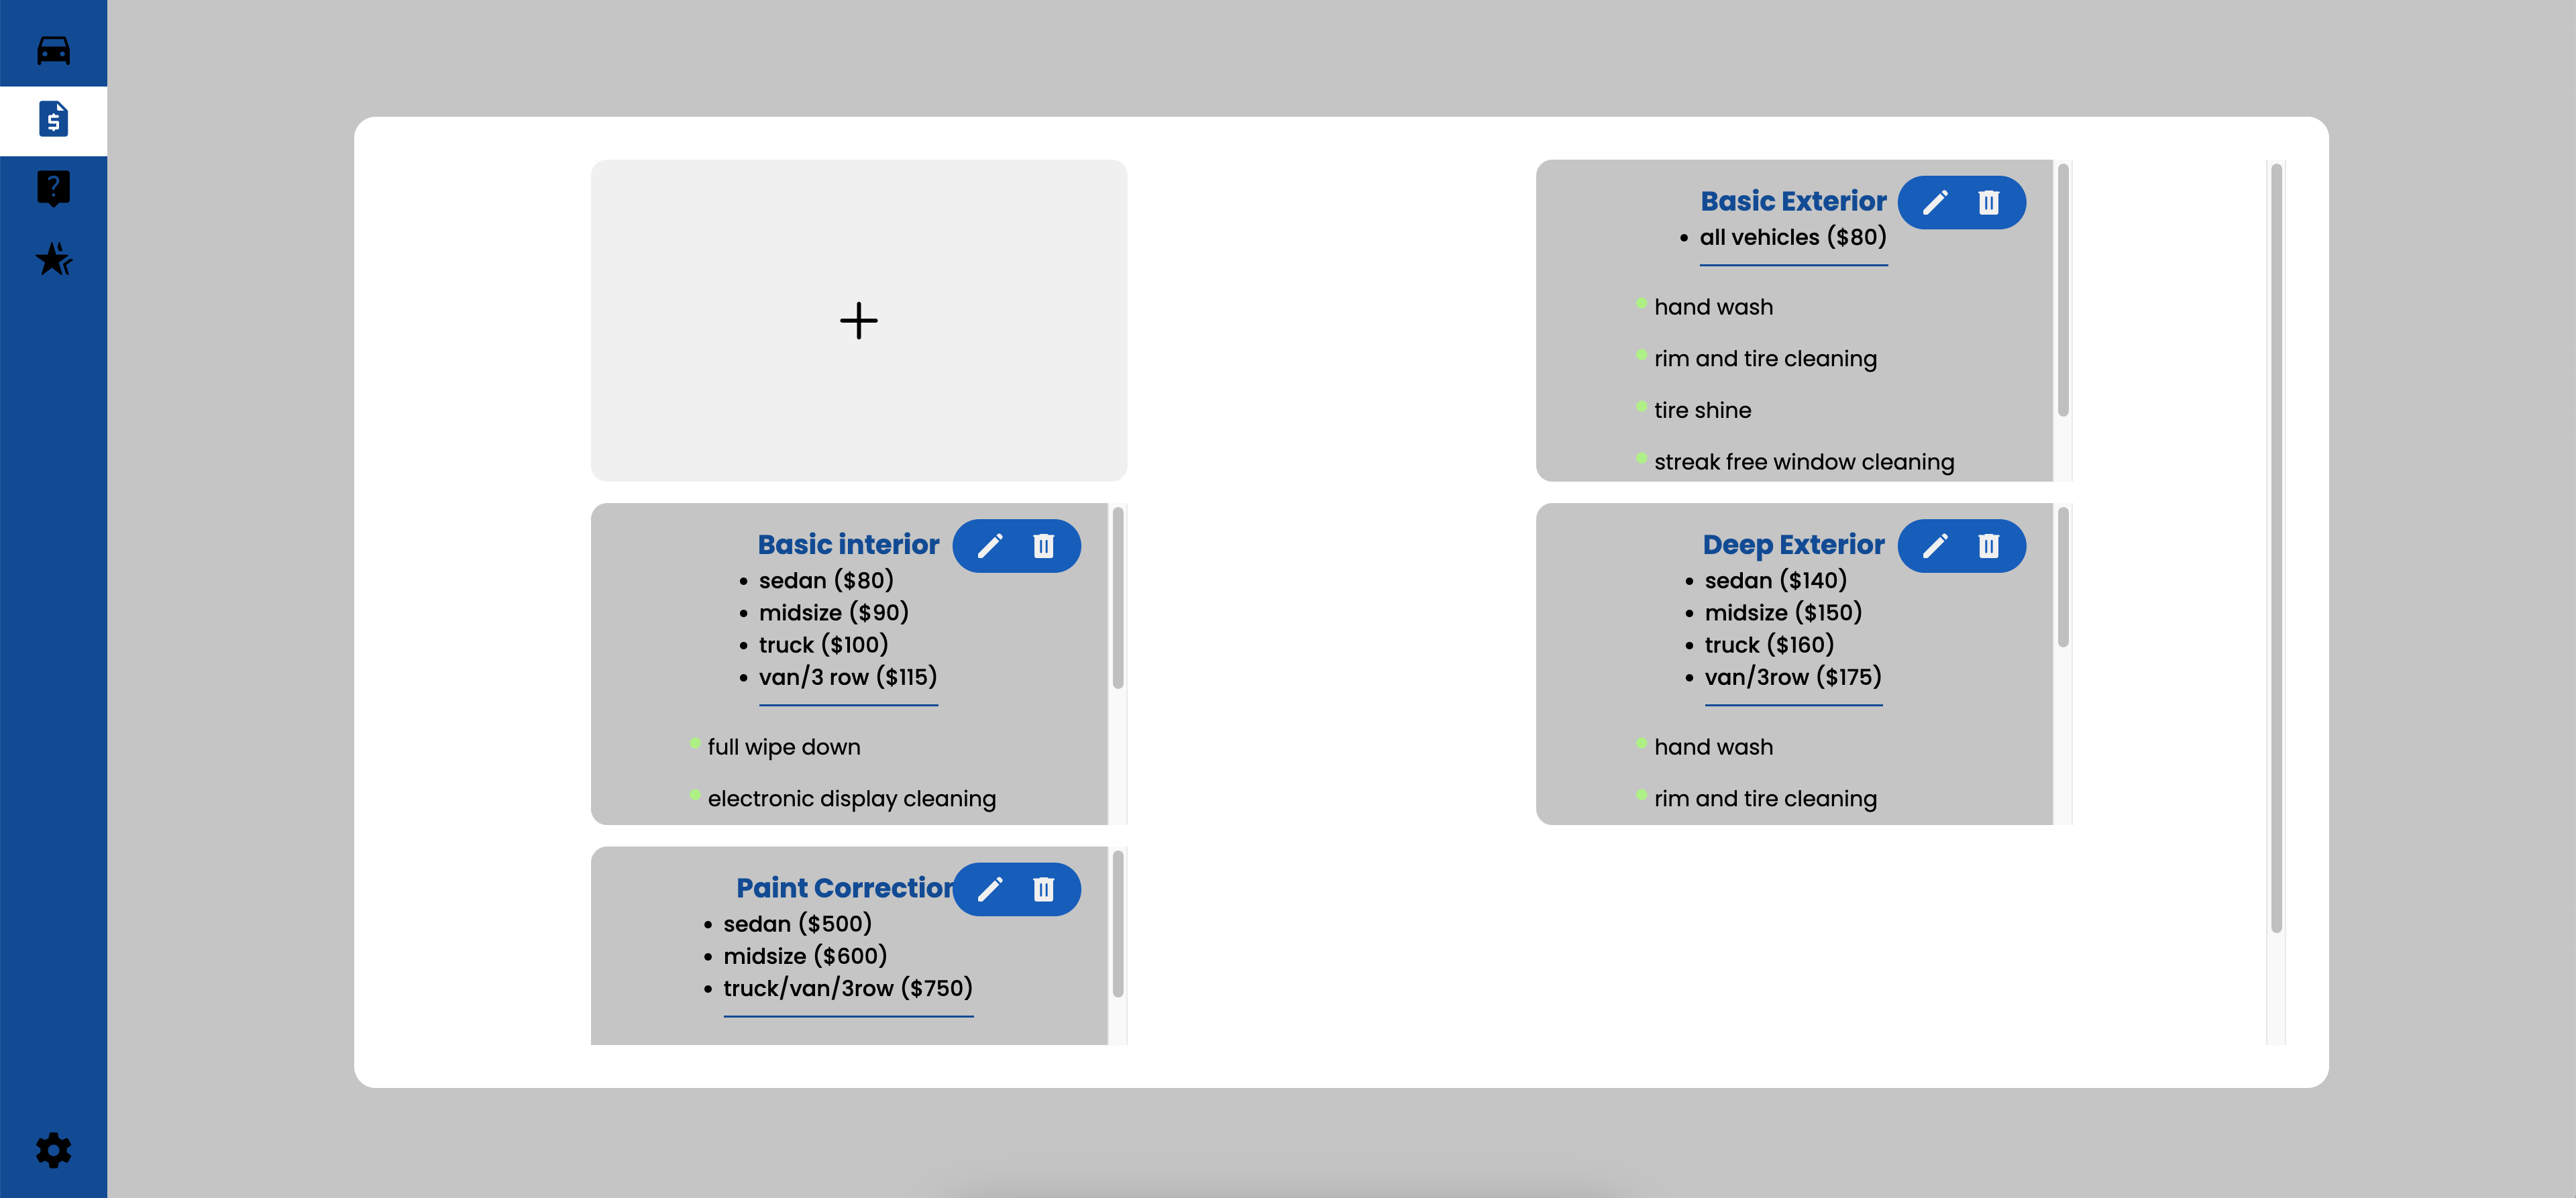 Basic Exterior
all vehicles ($80)
hand wash
rim and tire cleaning
tire shine
streak free window cleaning
Basic interior
sedan ($80)
midsize ($90)
truck ($100)
van/3 row ($115)
full wipe down
electronic display cleaning
Deep Exterior
sedan ($140)
midsize ($150)
truck ($160)
van/3row ($175)
hand wash
rim and tire cleaning
Paint Correction
sedan ($500)
midsize ($600)
truck/van/3row ($750)